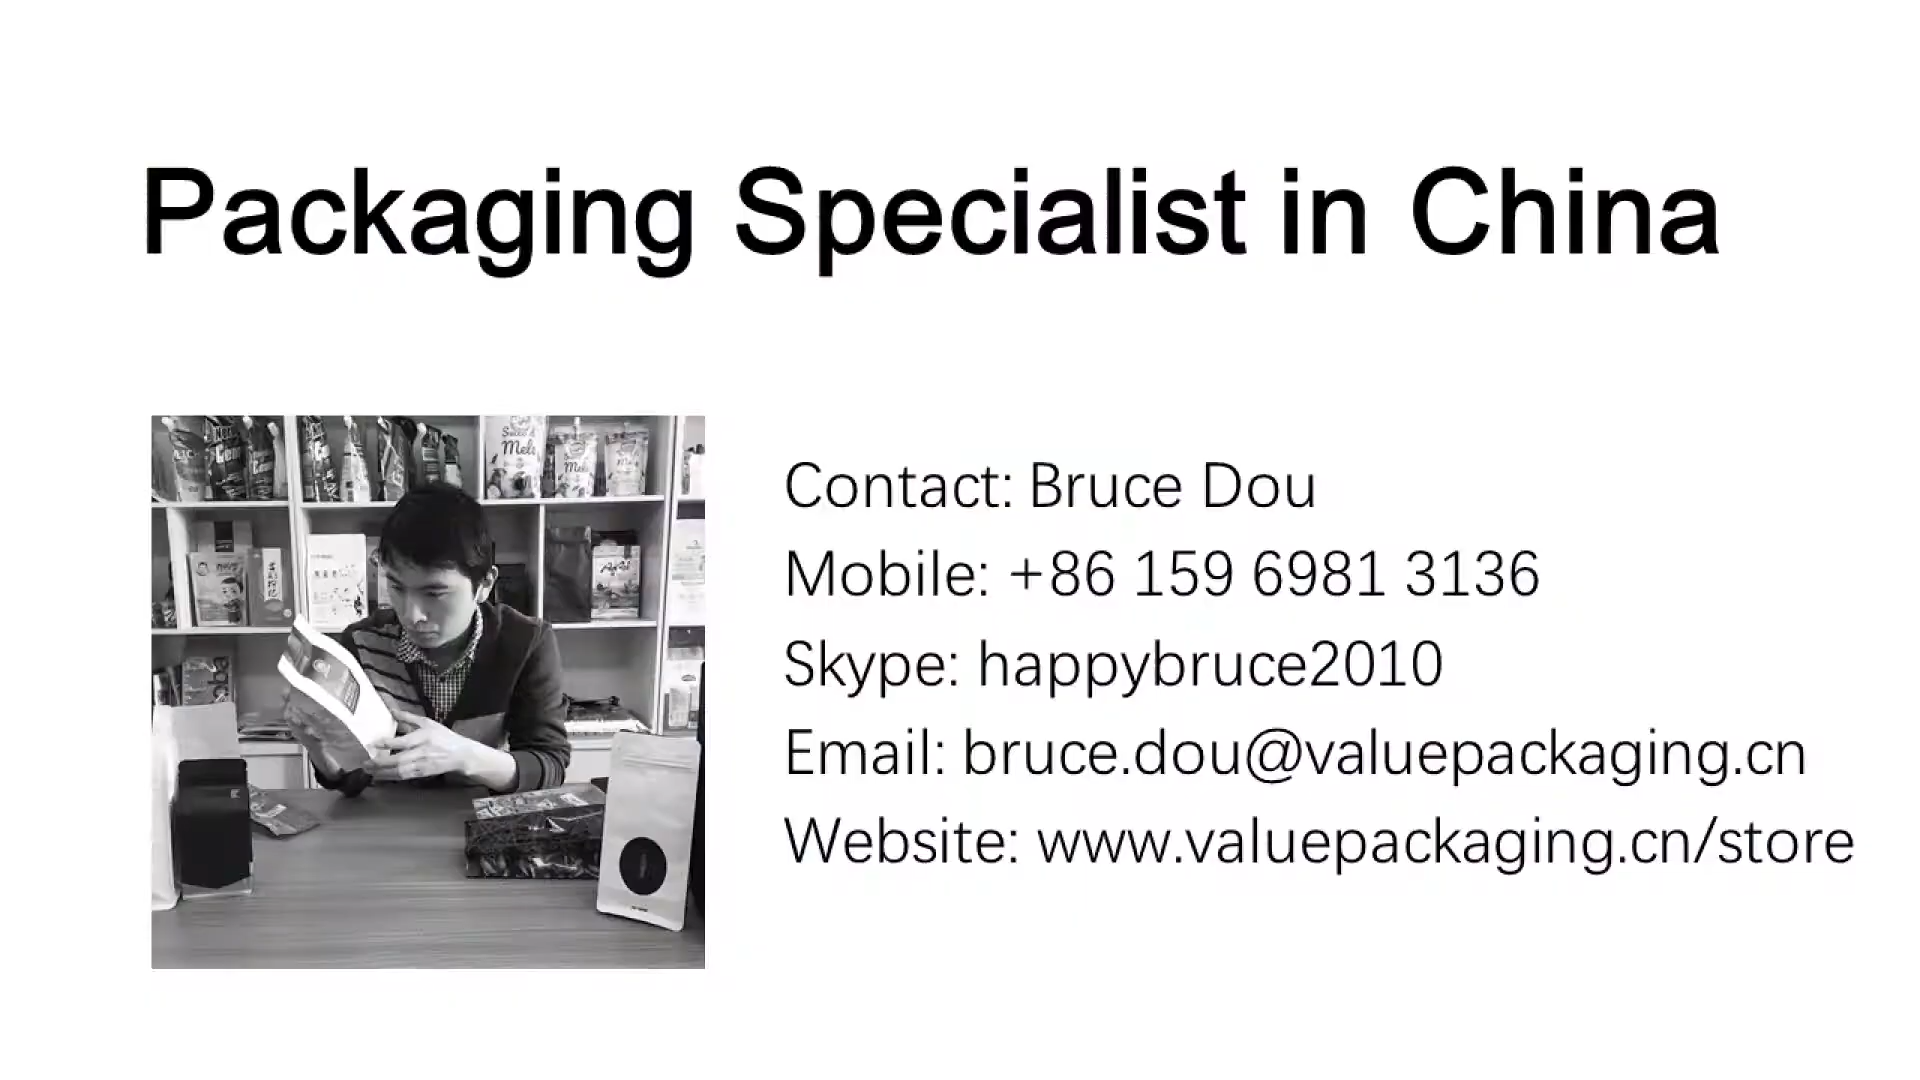 Packaging Specialist in China
Contact: Bruce Dou
Mobile: +86 159 6981 3136
Skype: happybruce2010
Email: bruce.dou@valuepackaging.cn
Website: www.valuepackaging.cn/store